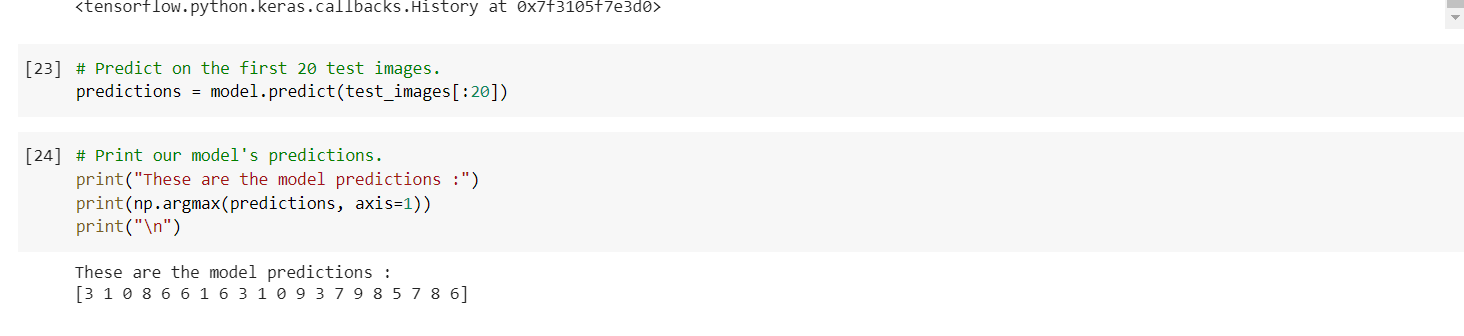 <tensorflow.python.keras.callbacks.History at 0x7f3105f7e3d0>
[23] # Predict on the first 20 test images.
predictions = model.predict(test_images[:20])
[24] # Print our model's predictions.
print("These are the model predictions :")
print(np.argmax(predictions, axis=1))
print("\n")
These are the model predictions :
[3 1 0 8 6 6 1 6 3 1 0 9 3 7 9 8 5 7 8 6]